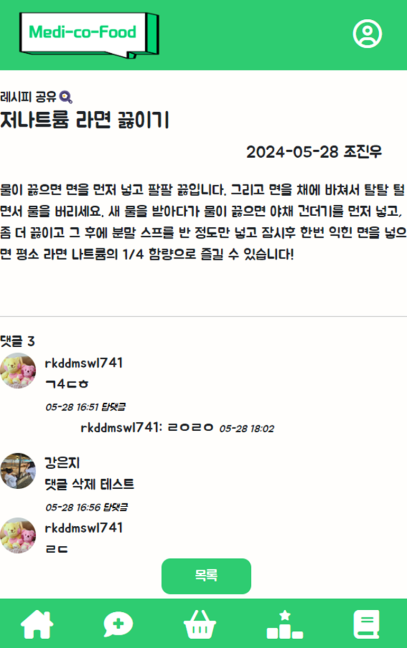 Medi-co-Food
레시피 공유
저나트륨 라면 끓이기
2024-05-28 조진우
물이 끓으면 면을 먼저 넣고 팔팔 끓입니다. 그리고 면을 채에 바쳐서 탈탈 털
면서 물을 버리세요. 새 물을 받아다가 물이 끓으면 야채 건더기를 먼저 넣고,
좀 더 끓이고 그 후에 분말 스프를 반 정도만 넣고 잠시후 한번 익힌 면을 넣으
면 평소 라면 나트륨의 1/4 함량으로 즐길 수 있습니다!
댓글 3
rkddmswl741
ㄱ4ㄷㅎ
05-28 16:51 답댓글
rkddmswl741: ㄹㅇㄹㅇ 05-28 18:02
강은지
댓글 삭제 테스트
05-28 16:56 답댓글
rkddmswl741
ㄹㄷ
목록